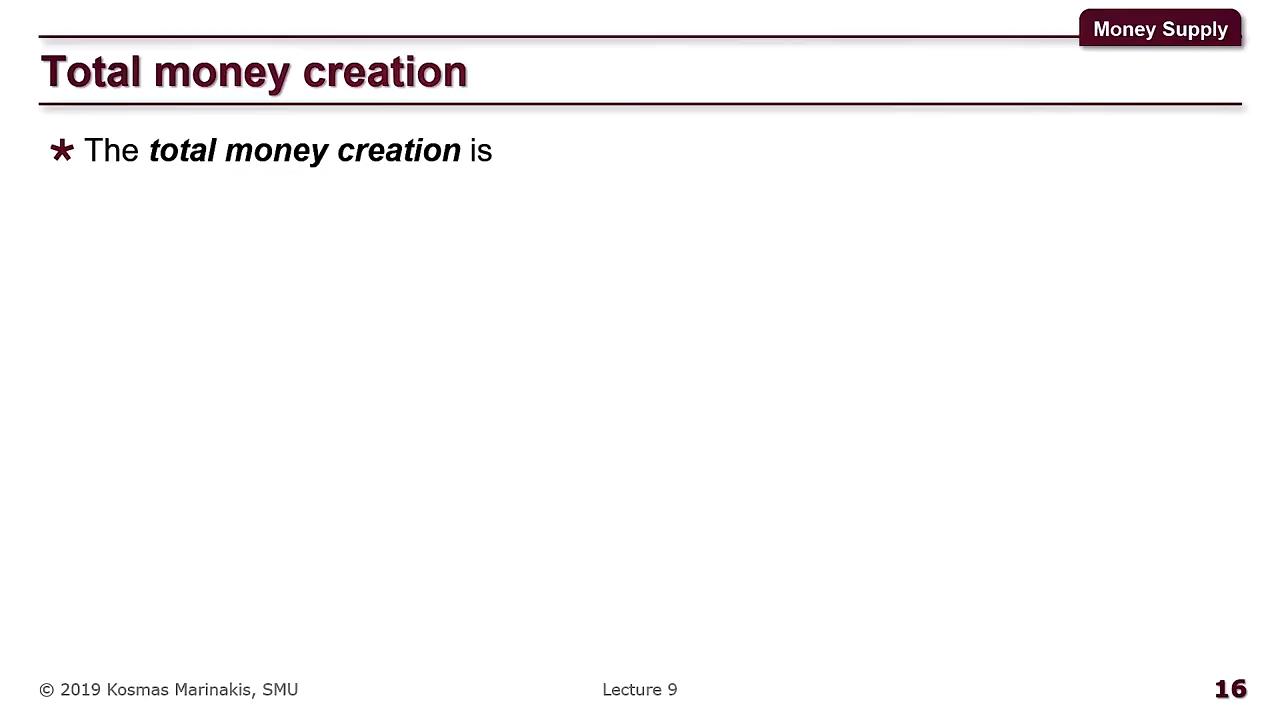 Money Supply
Total money creation
* The total money creation is
© 2019 Kosmas Marinakis, SMU
Lecture 9
16